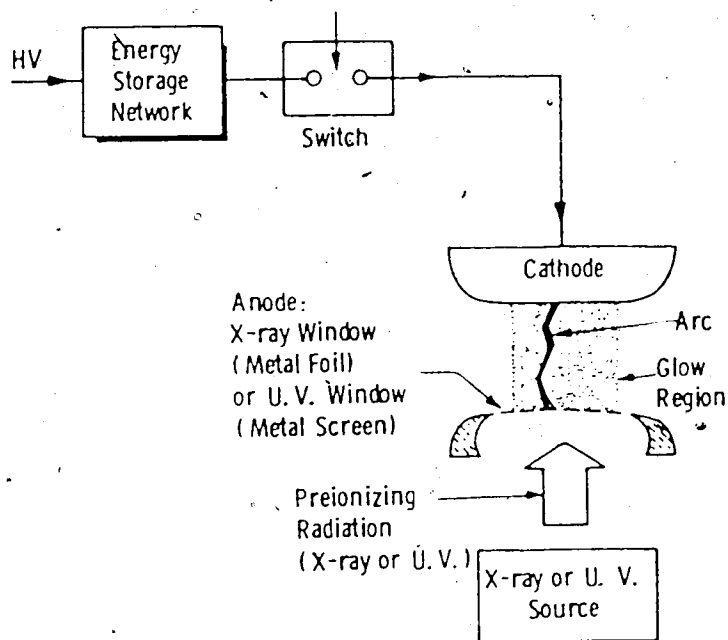 HV
Energy
Storage
Network
Switch
Cathode
Anode:
X-ray Window
(Metal Foil)
or U.V. Window
(Metal Screen)
Arc
Glow
Region
Preionizing
Radiation
(X-ray or U.V.)
X-ray or U. V.
Source